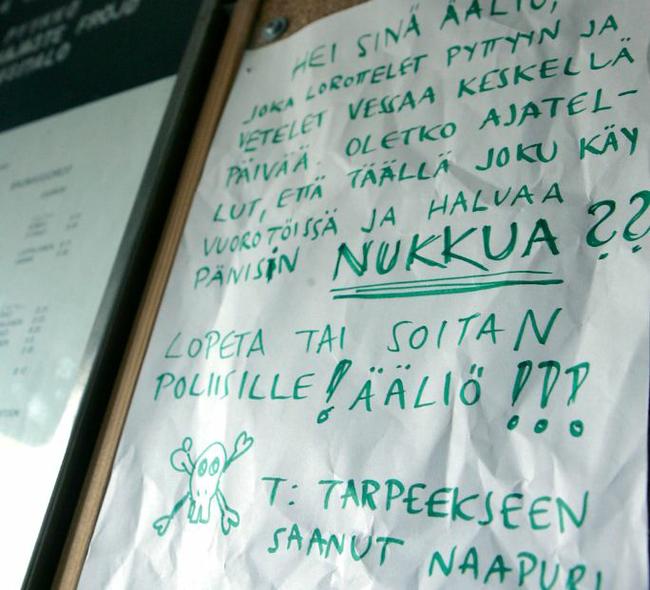 HEI SINÄ ÄÄLIÖ,
JOKA LOROTTELET PYTTYYN JA
VETELET VESSAA KESKELLÄ
PÄIVÄÄ. OLETKO AJATEL-
LUT, ETTÄ TÄÄLLÄ JOKU KÄY
VUOROTÖISSÄ JA HALUAA
PÄIVISIN NUKKUA??
LOPETA TAI SOITAN
POLIISILLE! ÄÄLIÖ!!!
T: TARPEEKSEEN
SAANUT NAAPURI